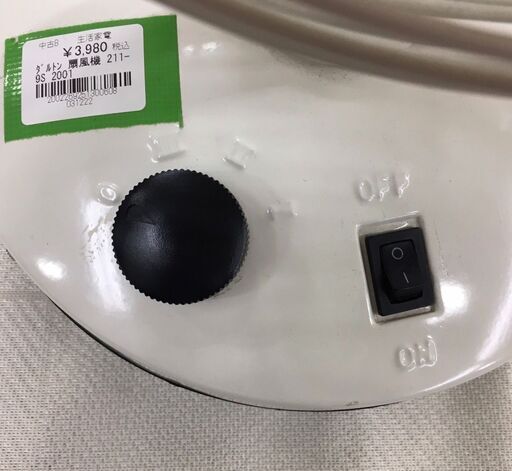 中古B 生活家電
¥3,980 税込
ﾀﾞﾙﾄﾝ 扇風機 211-
9S 2001
031222
O
H
M
L
OFF
O
I
ON